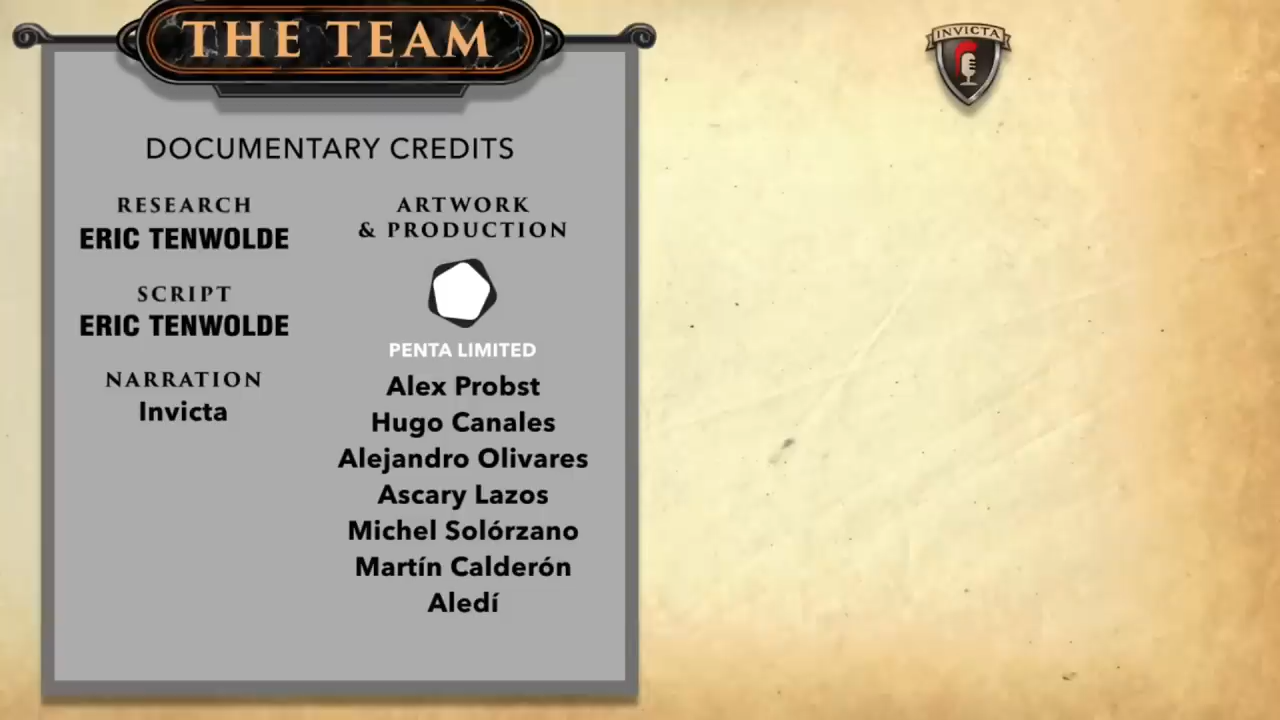 THE TEAM
INVICTA
DOCUMENTARY CREDITS
RESEARCH
ERIC TENWOLDE
SCRIPT
ERIC TENWOLDE
NARRATION
Invicta
ARTWORK
& PRODUCTION
PENTA LIMITED
Alex Probst
Hugo Canales
Alejandro Olivares
Ascary Lazos
Michel Solórzano
Martín Calderón
Aledí